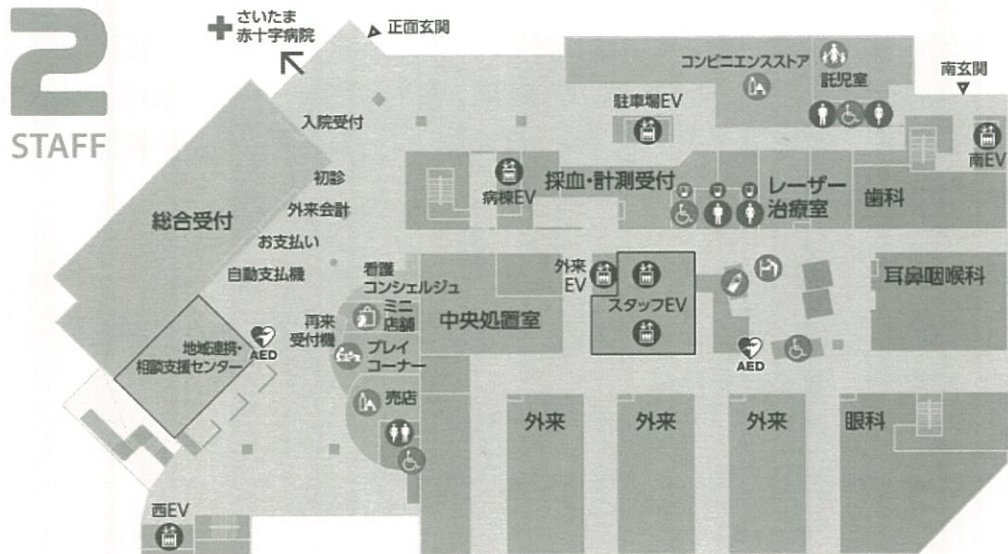 2
STAFF
さいたま
赤十字病院
正面玄関
コンビニエンスストア
託児室
南玄関
駐車場EV
入院受付
南EV
病棟EV
採血・計測受付
レーザー
治療室
歯科
初診
外来会計
総合受付
お支払い
自動支払機
看護
コンシェルジュ
ミニ
店舗
外来
EV
スタッフEV
耳鼻咽喉科
中央処置室
再来
受付機
地域連携・
相談支援センター
AED
プレイ
コーナー
AED
売店
外来
外来
外来
眼科
西EV